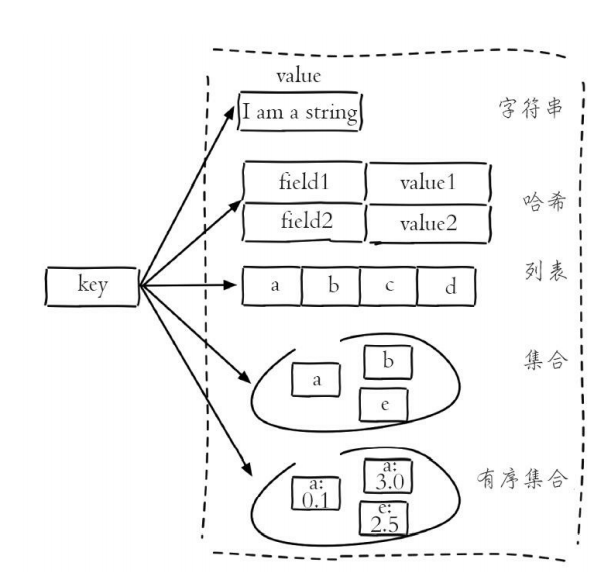 value
I am a string 字符串
field1 value1
field2 value2
哈希
key
a b c d 列表
集合
a b
e
有序集合
a: 0.1
a: 3.0
e: 2.5